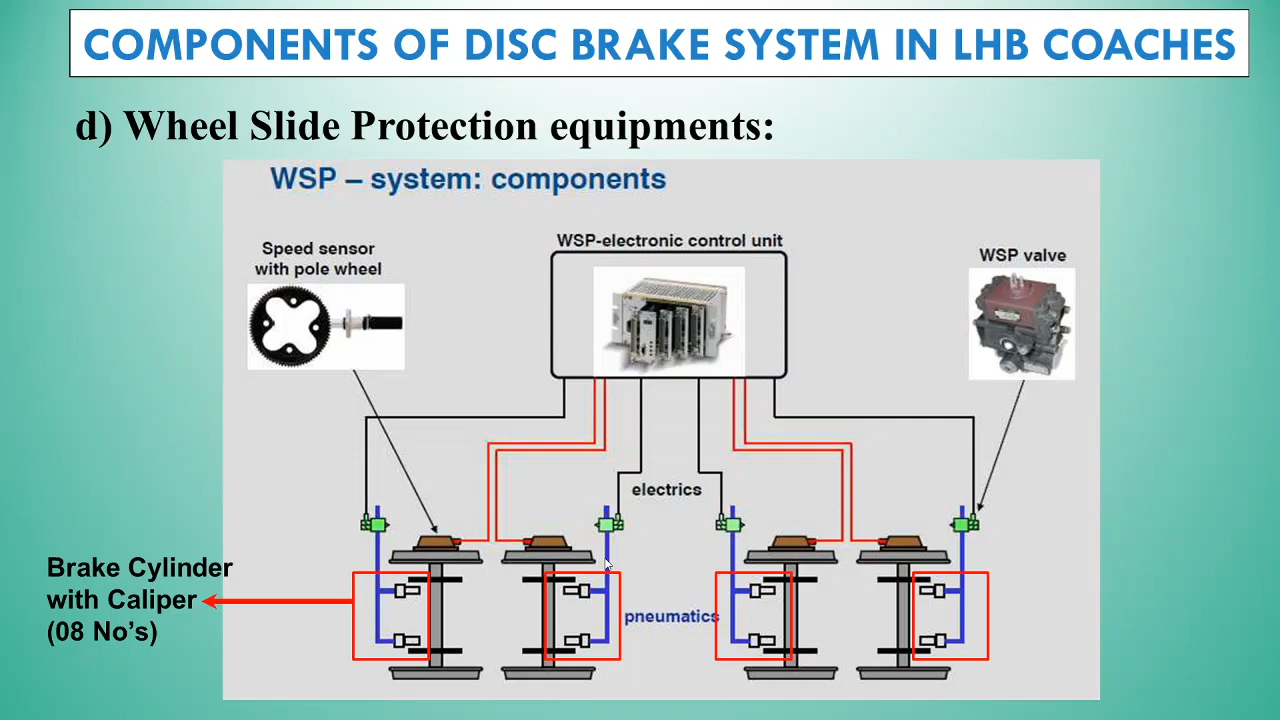 COMPONENTS OF DISC BRAKE SYSTEM IN LHB COACHES
d) Wheel Slide Protection equipments:
WSP – system: components
Speed sensor
with pole wheel
WSP-electronic control unit
WSP valve
electrics
Brake Cylinder
with Caliper
(08 No's)
pneumatics